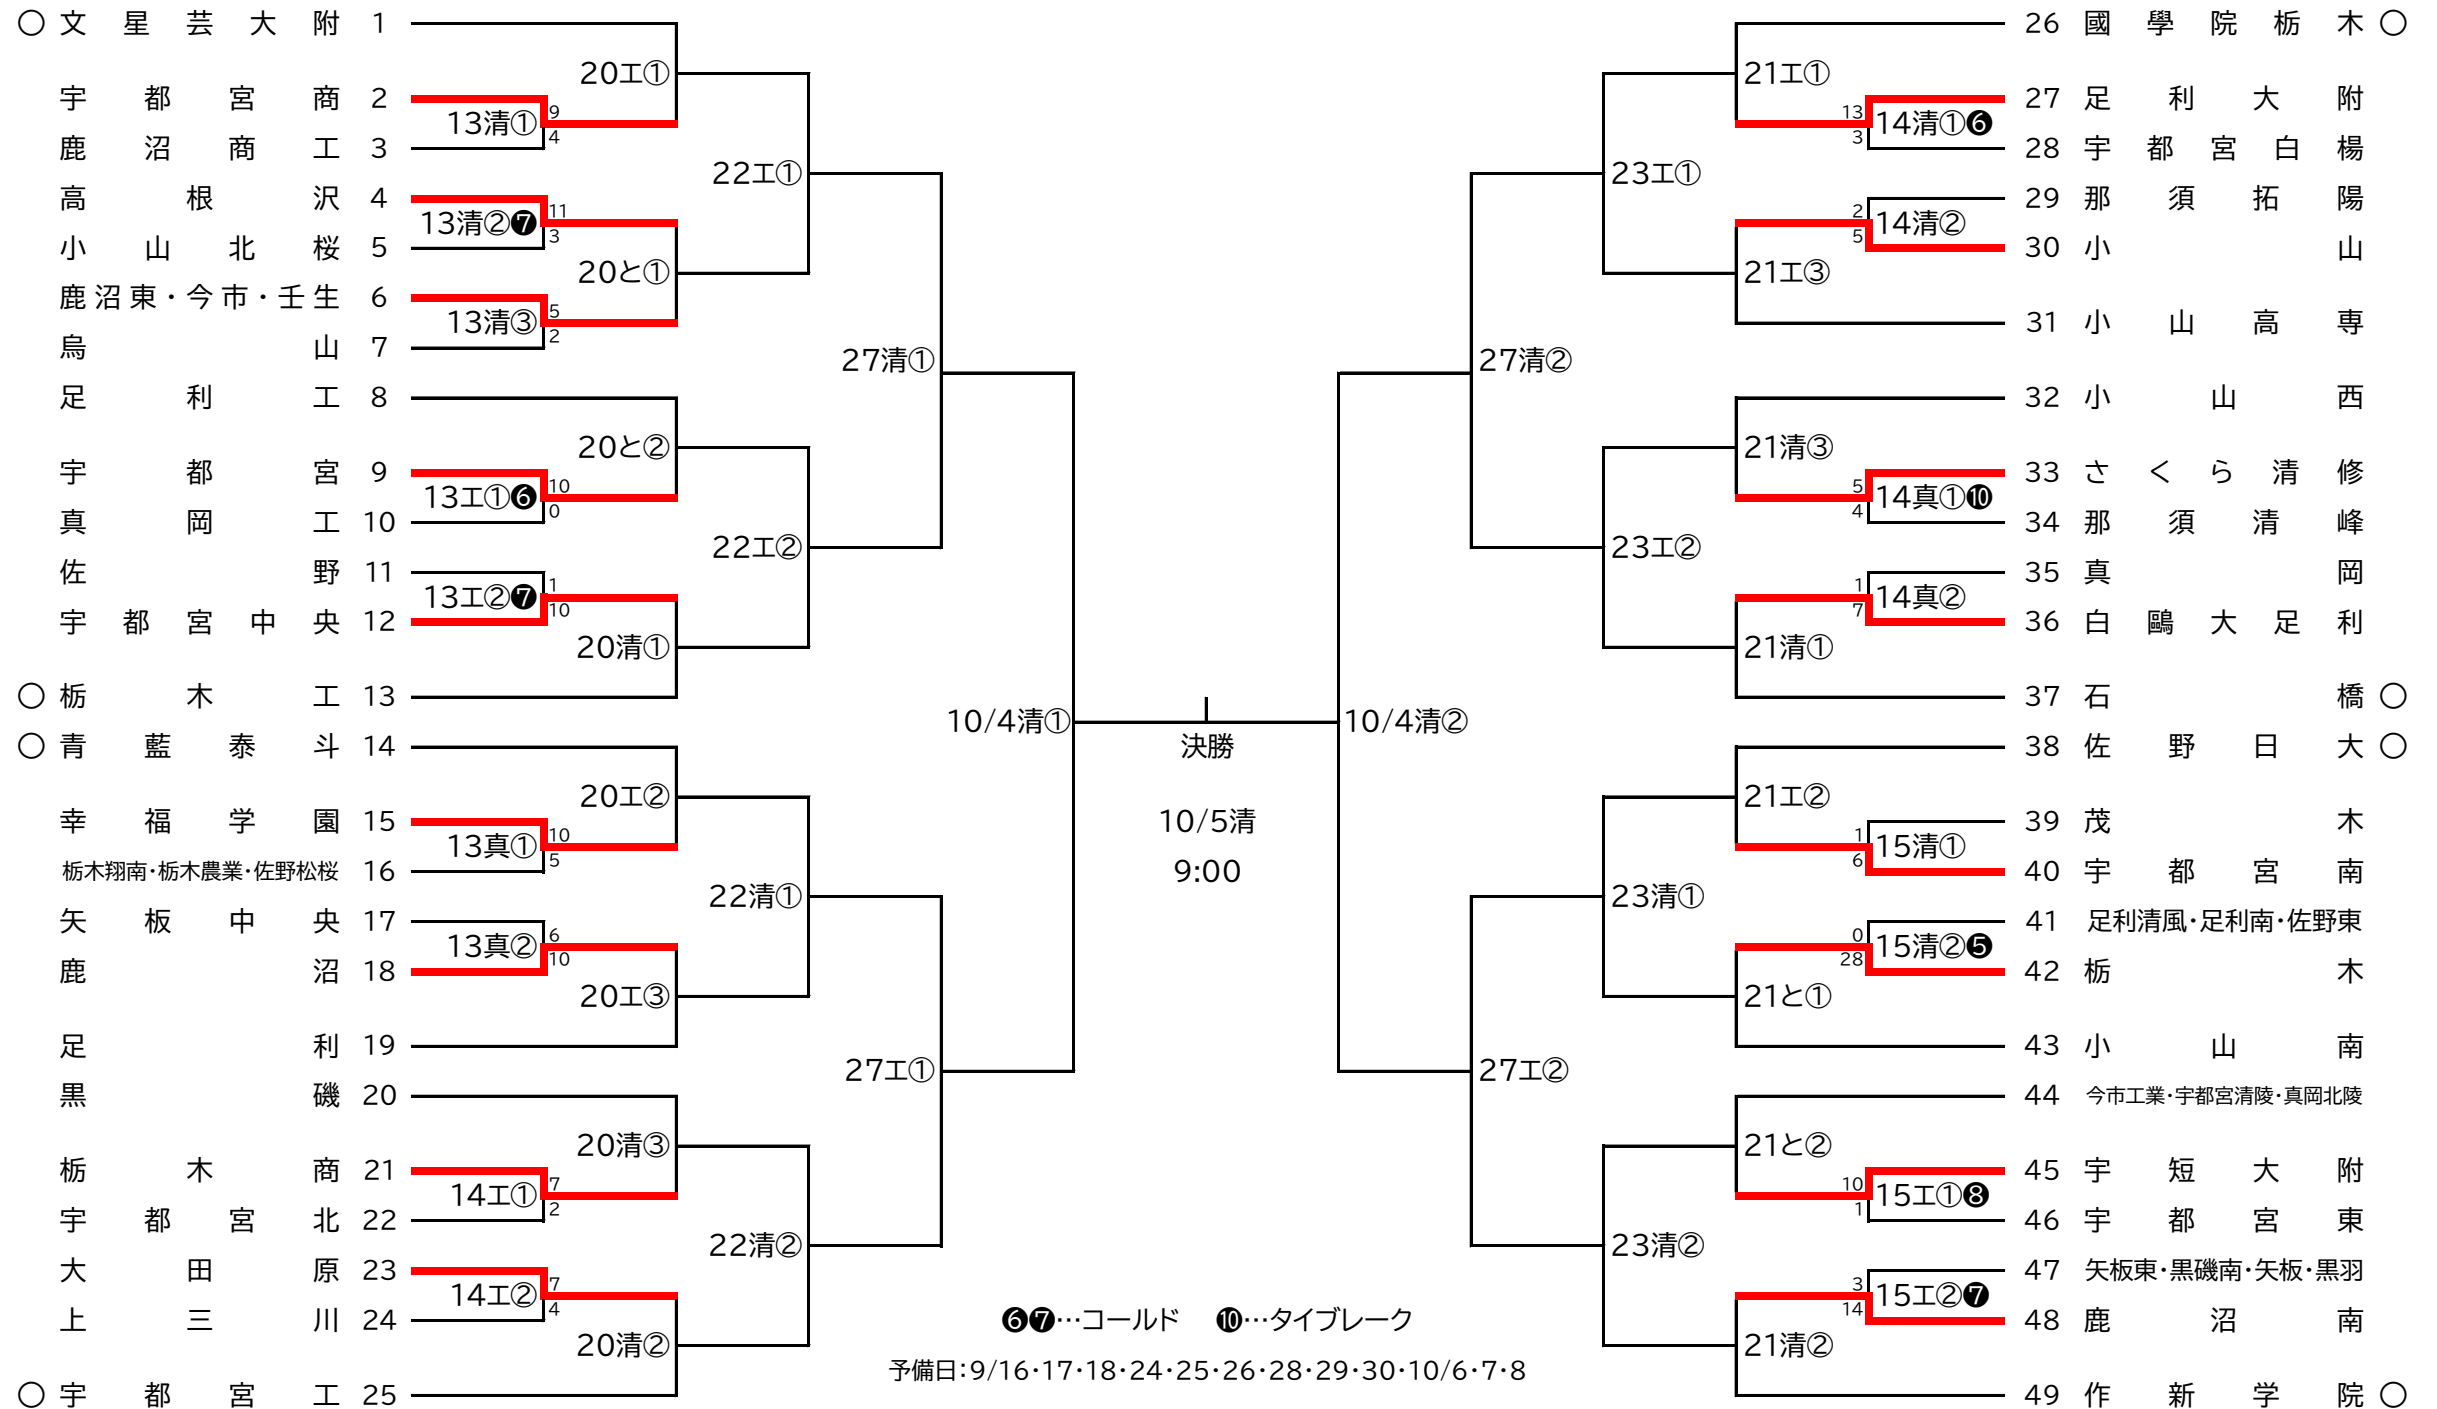 ○文星芸大附 1
宇都宮商 2
鹿沼商工 3
高根沢 4
小山北桜 5
鹿沼東・今市・壬生 6
烏山 7
足利工 8
宇都宮 9
真岡工 10
佐野 11
宇都宮中央 12
○栃木工 13
○青藍泰斗 14
幸福学園 15
栃木翔南・栃木農業・佐野松桜 16
矢板中央 17
鹿沼 18
足利 19
黒磯 20
栃木商 21
宇都宮北 22
大田原 23
上三川 24
○宇都宮工 25
13清① 9 4
13清②❼ 11 3
13清③ 5 2
13工①❻ 10 0
13工②❼ 1 10
13真① 10 5
13真② 6 10
14工① 7 2
14工② 7 4
20工①
20と①
20と②
20清①
20工②
20工③
20清③
20清②
22工①
22工②
22清①
22清②
27清①
27工①
10/4清①
決勝
10/5清
9:00
10/4清②
27清②
27工②
23工①
23工②
23清①
23清②
21工①
21工③
21清③
21清①
21工②
21と①
21と②
21清②
13 3 14清①❻
2 5 14清②
5 4 14真①❿
1 7 14真②
1 6 15清①
0 28 15清②❺
10 1 15工①❽
3 14 15工②❼
26 國學院栃木○
27 足利大附
28 宇都宮白楊
29 那須拓陽
30 小山
31 小山高専
32 小山西
33 さくら清修
34 那須清峰
35 真岡
36 白鷗大足利
37 石橋○
38 佐野日大○
39 茂木
40 宇都宮南
41 足利清風・足利南・佐野東
42 栃木
43 小山南
44 今市工業・宇都宮清陵・真岡北陵
45 宇短大附
46 宇都宮東
47 矢板東・黒磯南・矢板・黒羽
48 鹿沼南
49 作新学院○
❻❼…コールド ❿…タイブレーク
予備日：9/16・17・18・24・25・26・28・29・30・10/6・7・8